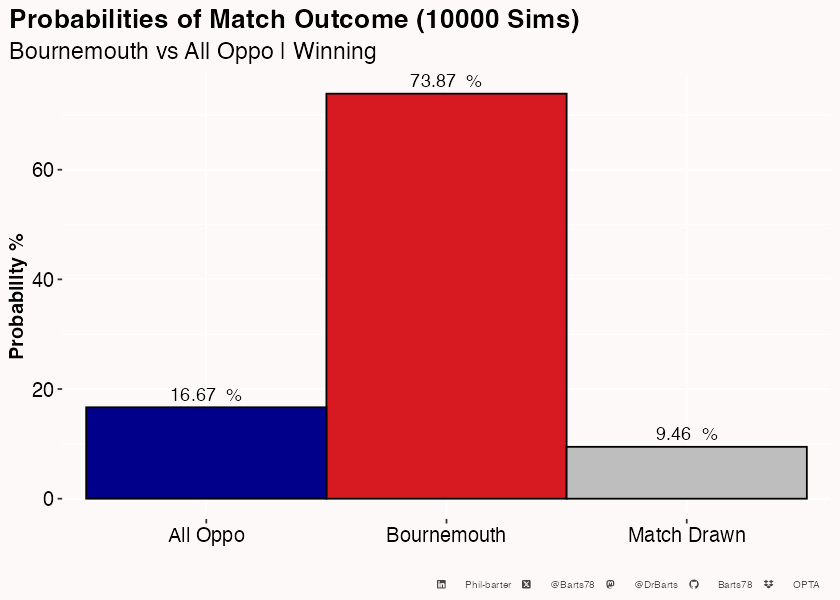 Probabilities of Match Outcome (10000 Sims)
Bournemouth vs All Oppo | Winning
73.87 %
60
Probability %
40
16.67 %
20
9.46 %
0
All Oppo Bournemouth Match Drawn
Phil-barter @Barts78 @DrBarts Barts78 OPTA